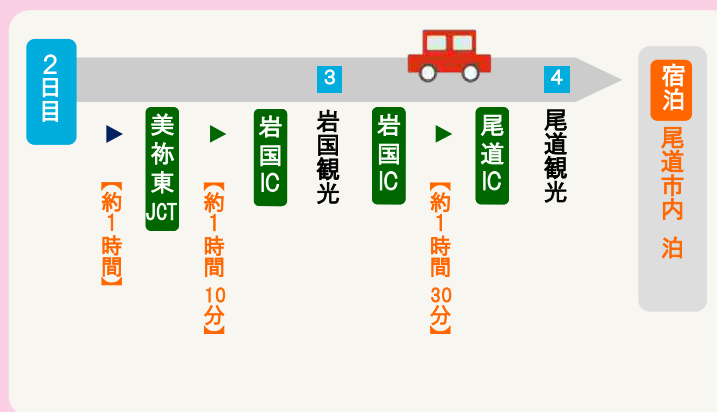 2日目
【約1時間】
美祢東JCT
【約1時間10分】
岩国IC
3
岩国観光
岩国IC
【約1時間30分】
尾道IC
4
尾道観光
宿泊
尾道市内 泊